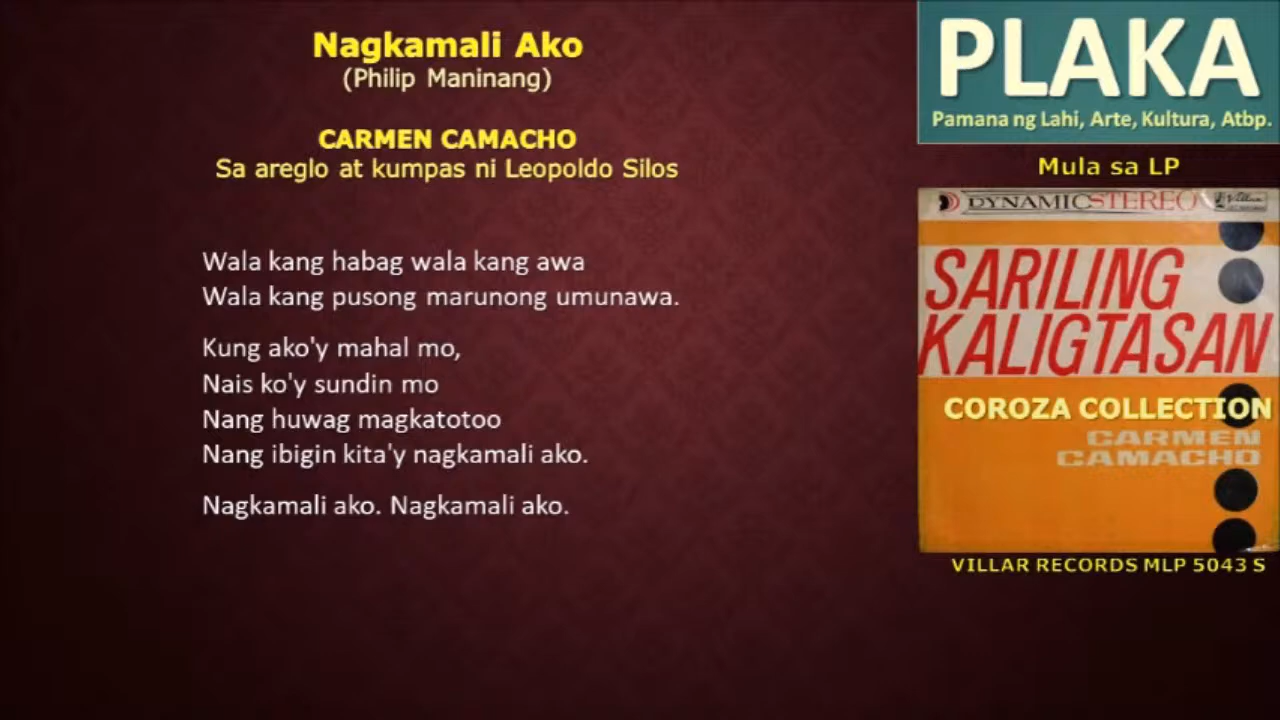 Nagkamali Ako
(Philip Maninang)
CARMEN CAMACHO
Sa areglo at kumpas ni Leopoldo Silos
Wala kang habag wala kang awa
Wala kang pusong marunong umunawa.
Kung ako'y mahal mo,
Nais ko'y sundin mo
Nang huwag magkatotoo
Nang ibigin kita'y nagkamali ako.
Nagkamali ako. Nagkamali ako.
PLAKA
Pamana ng Lahi, Arte, Kultura, Atbp.
Mula sa LP
DYNAMIC STEREO Villar
SARILING
KALIGTASAN
COROZA COLLECTION
CARMEN
CAMACHO
VILLAR RECORDS MLP 5043 S